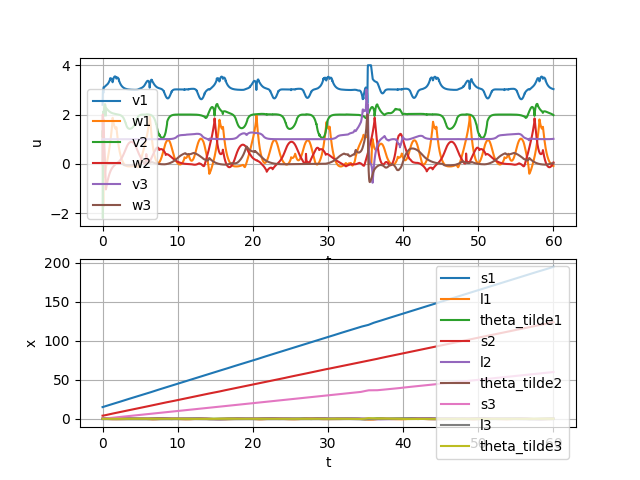 4
2
0
−2
u
v1
w1
v2
w2
v3
w3
0 10 20 30 40 50 60
t
200
150
100
50
0
x
s1
l1
theta_tilde1
s2
l2
theta_tilde2
s3
l3
theta_tilde3
0 10 20 30 40 50 60
t